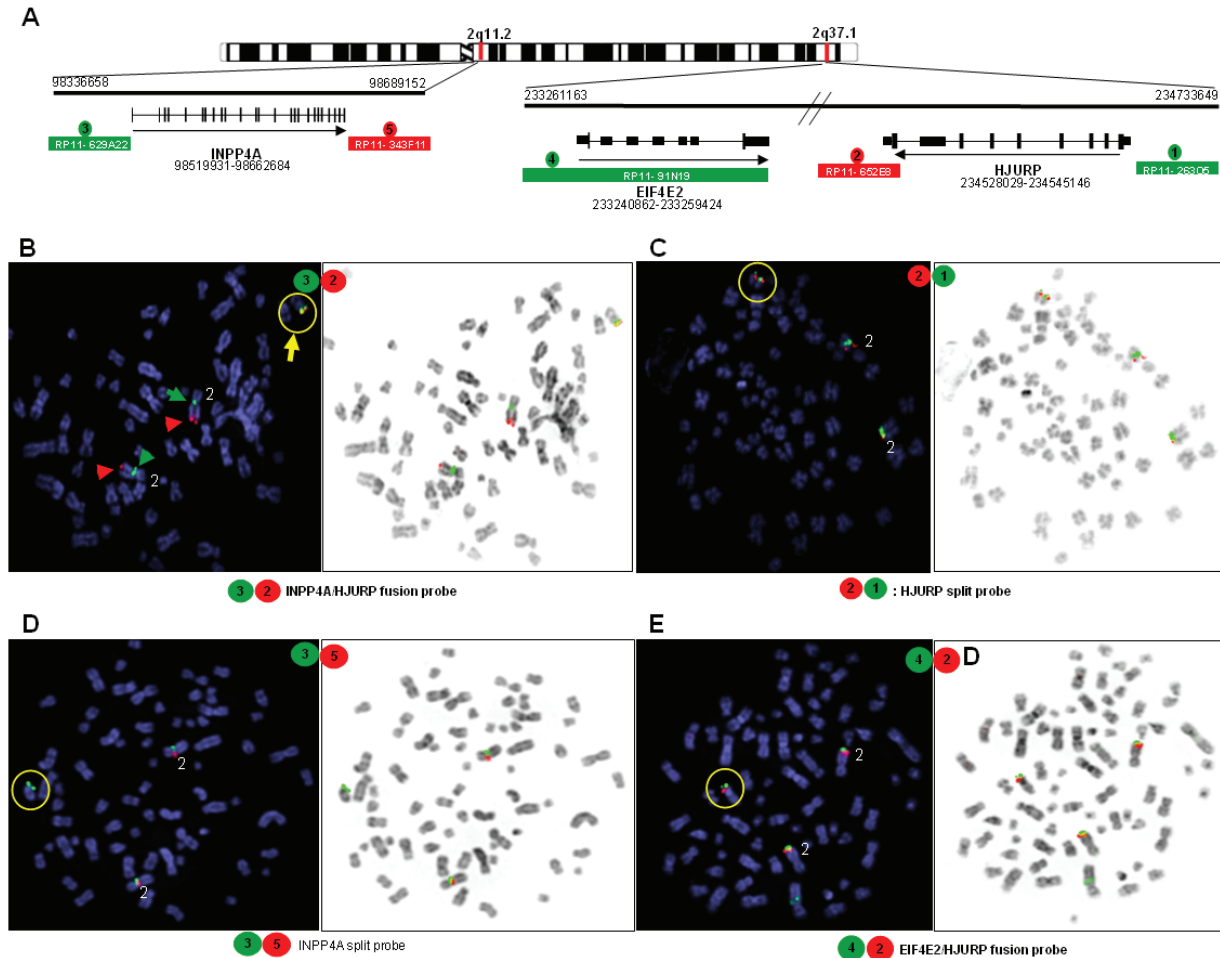 A
2q11.2
2q37.1
98336658
98689152
233261163
234733649
3
5
RP11- 629A22
RP11- 343F11
INPP4A
98519931-98662684
4
2
1
RP11- 91N19
RP11- 652E8
RP11- 263O5
EIF4E2
233240862-233259424
HJURP
234528029-234545146
B
C
3 2
2 1
2
2
2
2
3 2 INPP4A/HJURP fusion probe
2 1 : HJURP split probe
D
E
3 5
4 2 D
2
2
2
2
3 5 INPP4A split probe
4 2 EIF4E2/HJURP fusion probe